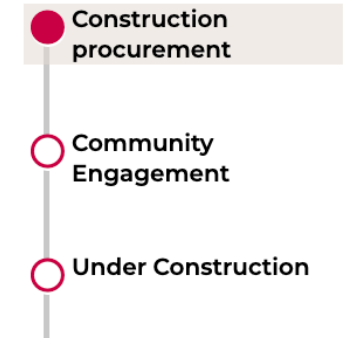 Construction
procurement
Community
Engagement
Under Construction